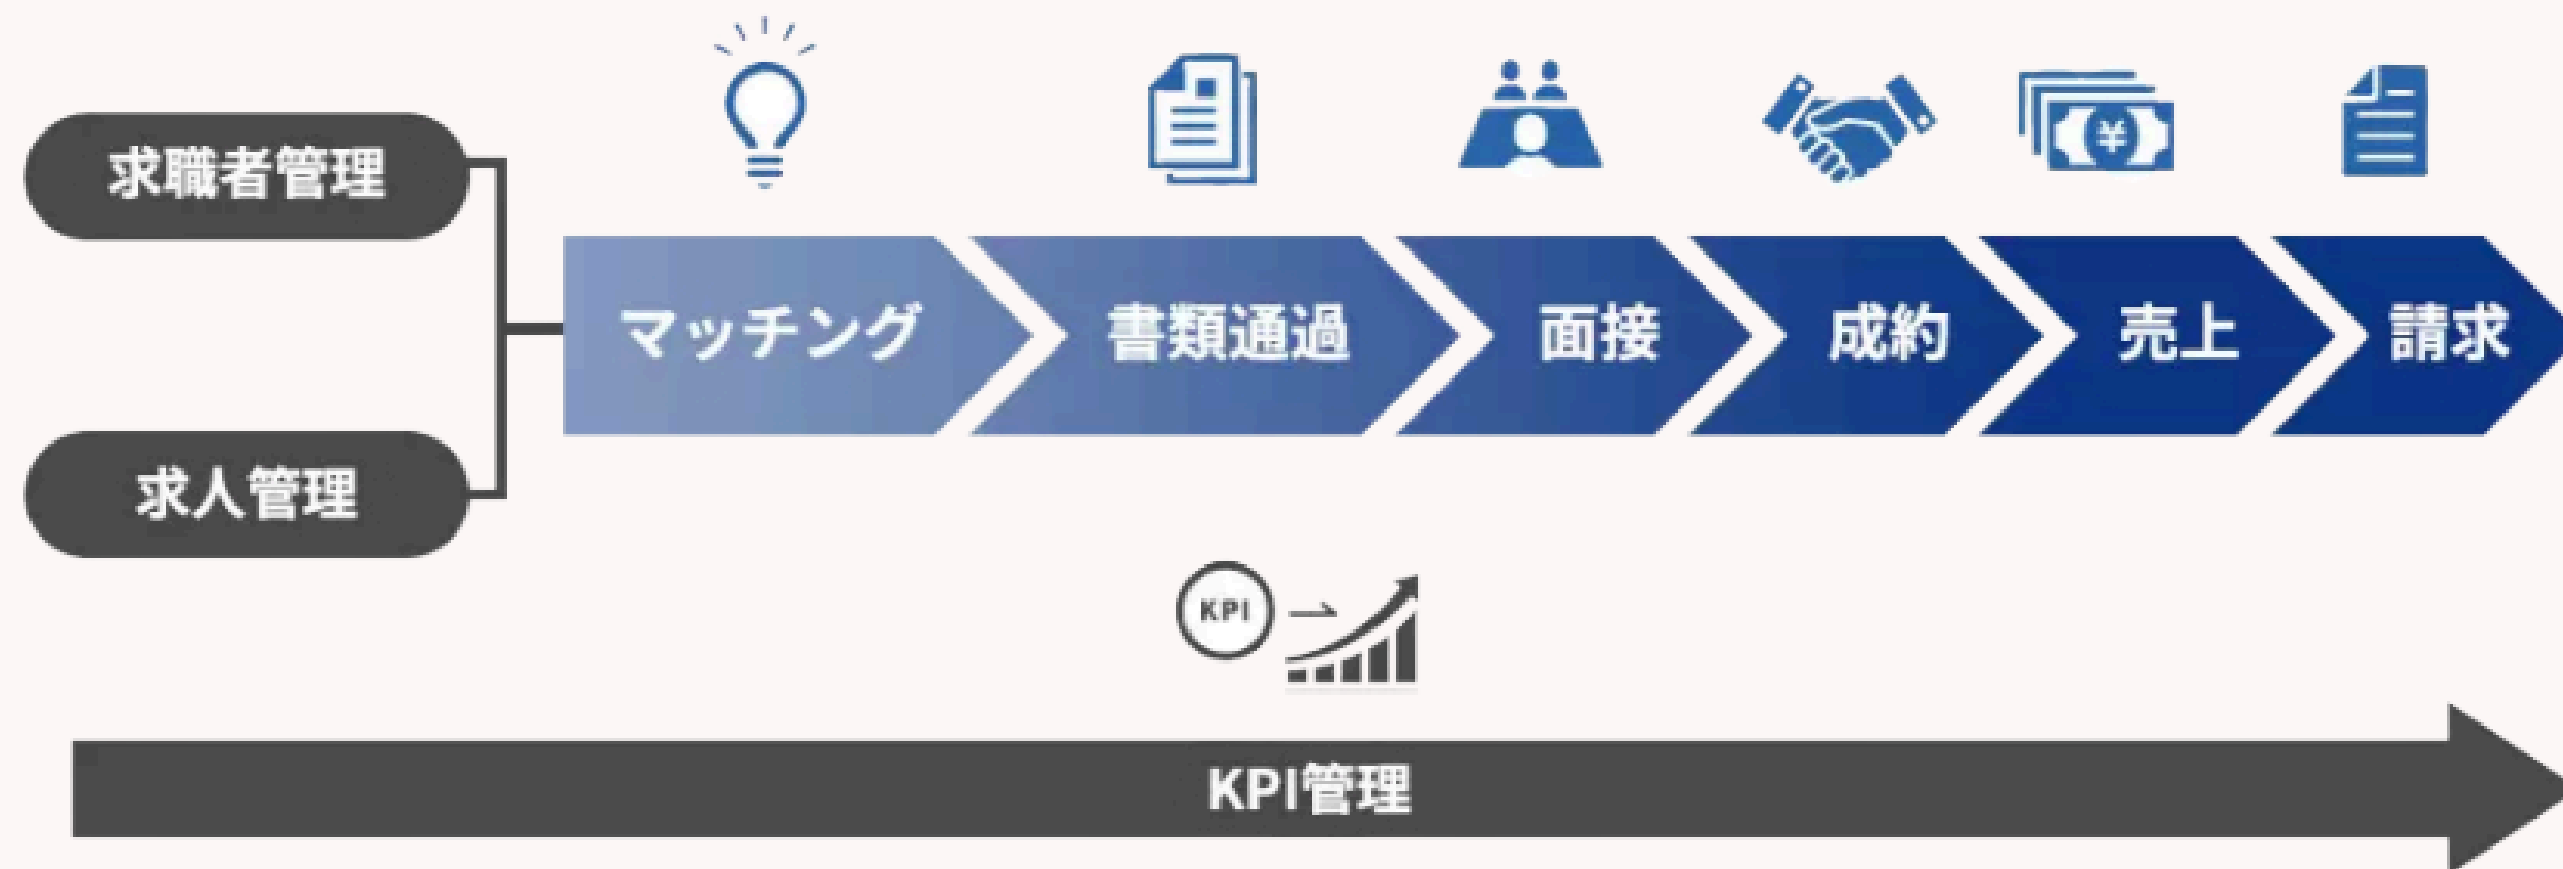 求職者管理
求人管理
マッチング
書類通過
面接
成約
¥
売上
請求
KPI
KPI管理